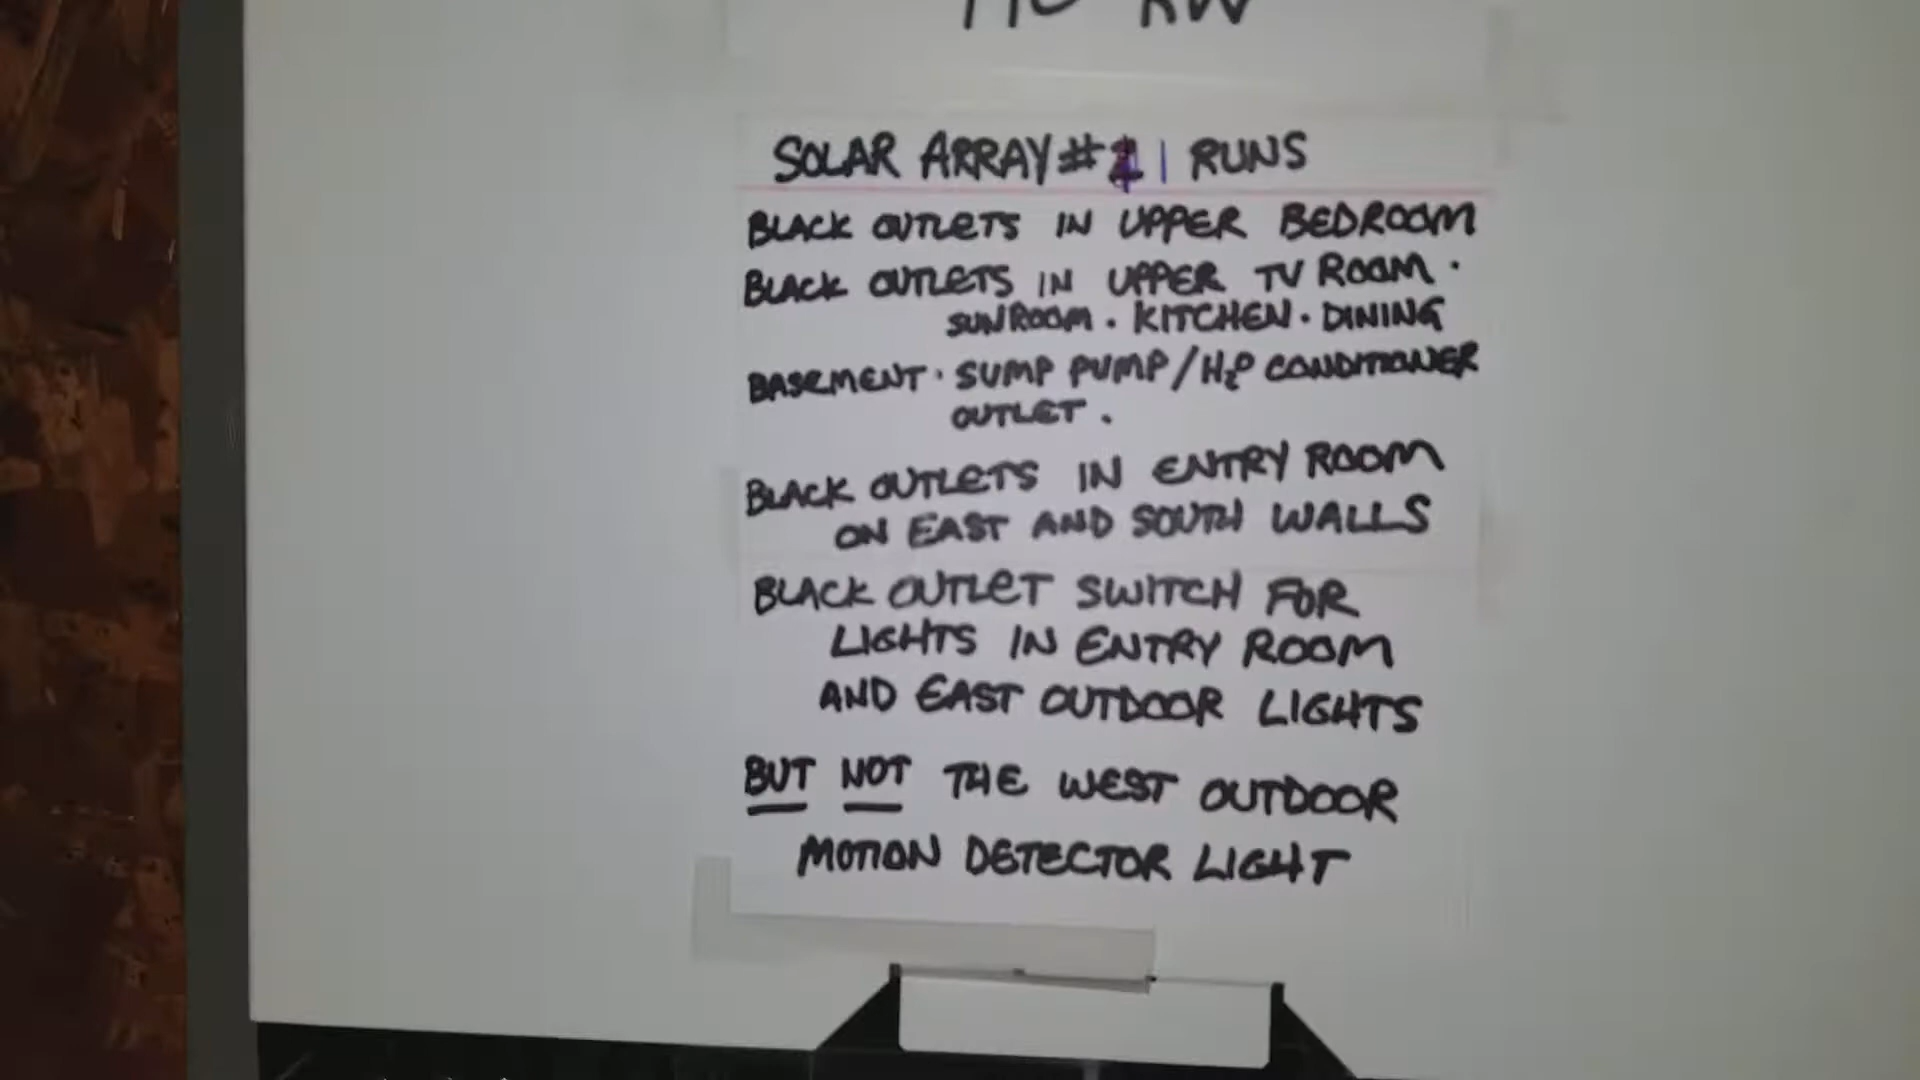 SOLAR ARRAY # 1 RUNS
BLACK OUTLETS IN UPPER BEDROOM
BLACK OUTLETS IN UPPER TV ROOM ·
SUNROOM · KITCHEN · DINING
BASEMENT · SUMP PUMP / H2O CONDITIONER
OUTLET .
BLACK OUTLETS IN ENTRY ROOM
ON EAST AND SOUTH WALLS
BLACK OUTLET SWITCH FOR
LIGHTS IN ENTRY ROOM
AND EAST OUTDOOR LIGHTS
BUT NOT THE WEST OUTDOOR
MOTION DETECTOR LIGHT